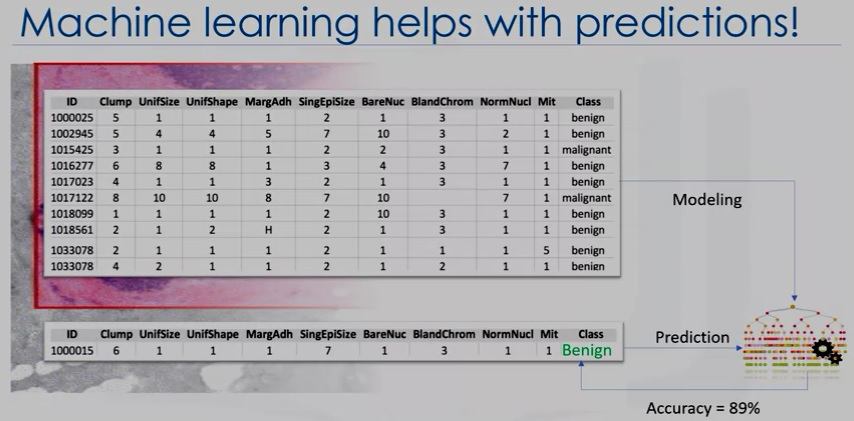 Machine learning helps with predictions!
ID Clump UnifSize UnifShape MargAdh SingEpiSize BareNuc BlandChrom NormNucl Mit Class
1000025 5 1 1 1 2 1 3 1 1 benign
1002945 5 4 4 5 7 10 3 2 1 benign
1015425 3 1 1 1 2 2 3 1 1 malignant
1016277 6 8 8 1 3 4 3 7 1 benign
1017023 4 1 1 3 2 1 3 1 1 benign
1017122 8 10 10 8 7 10 7 1 malignant
1018099 1 1 1 1 2 10 3 1 1 benign
1018561 2 1 2 H 2 1 3 1 1 benign
1033078 2 1 1 1 2 1 1 1 5 benign
1033078 4 2 1 1 2 1 2 1 1 benign
Modeling
ID Clump UnifSize UnifShape MargAdh SingEpiSize BareNuc BlandChrom NormNucl Mit Class
1000015 6 1 1 1 7 1 3 1 1 Benign
Prediction
Accuracy = 89%